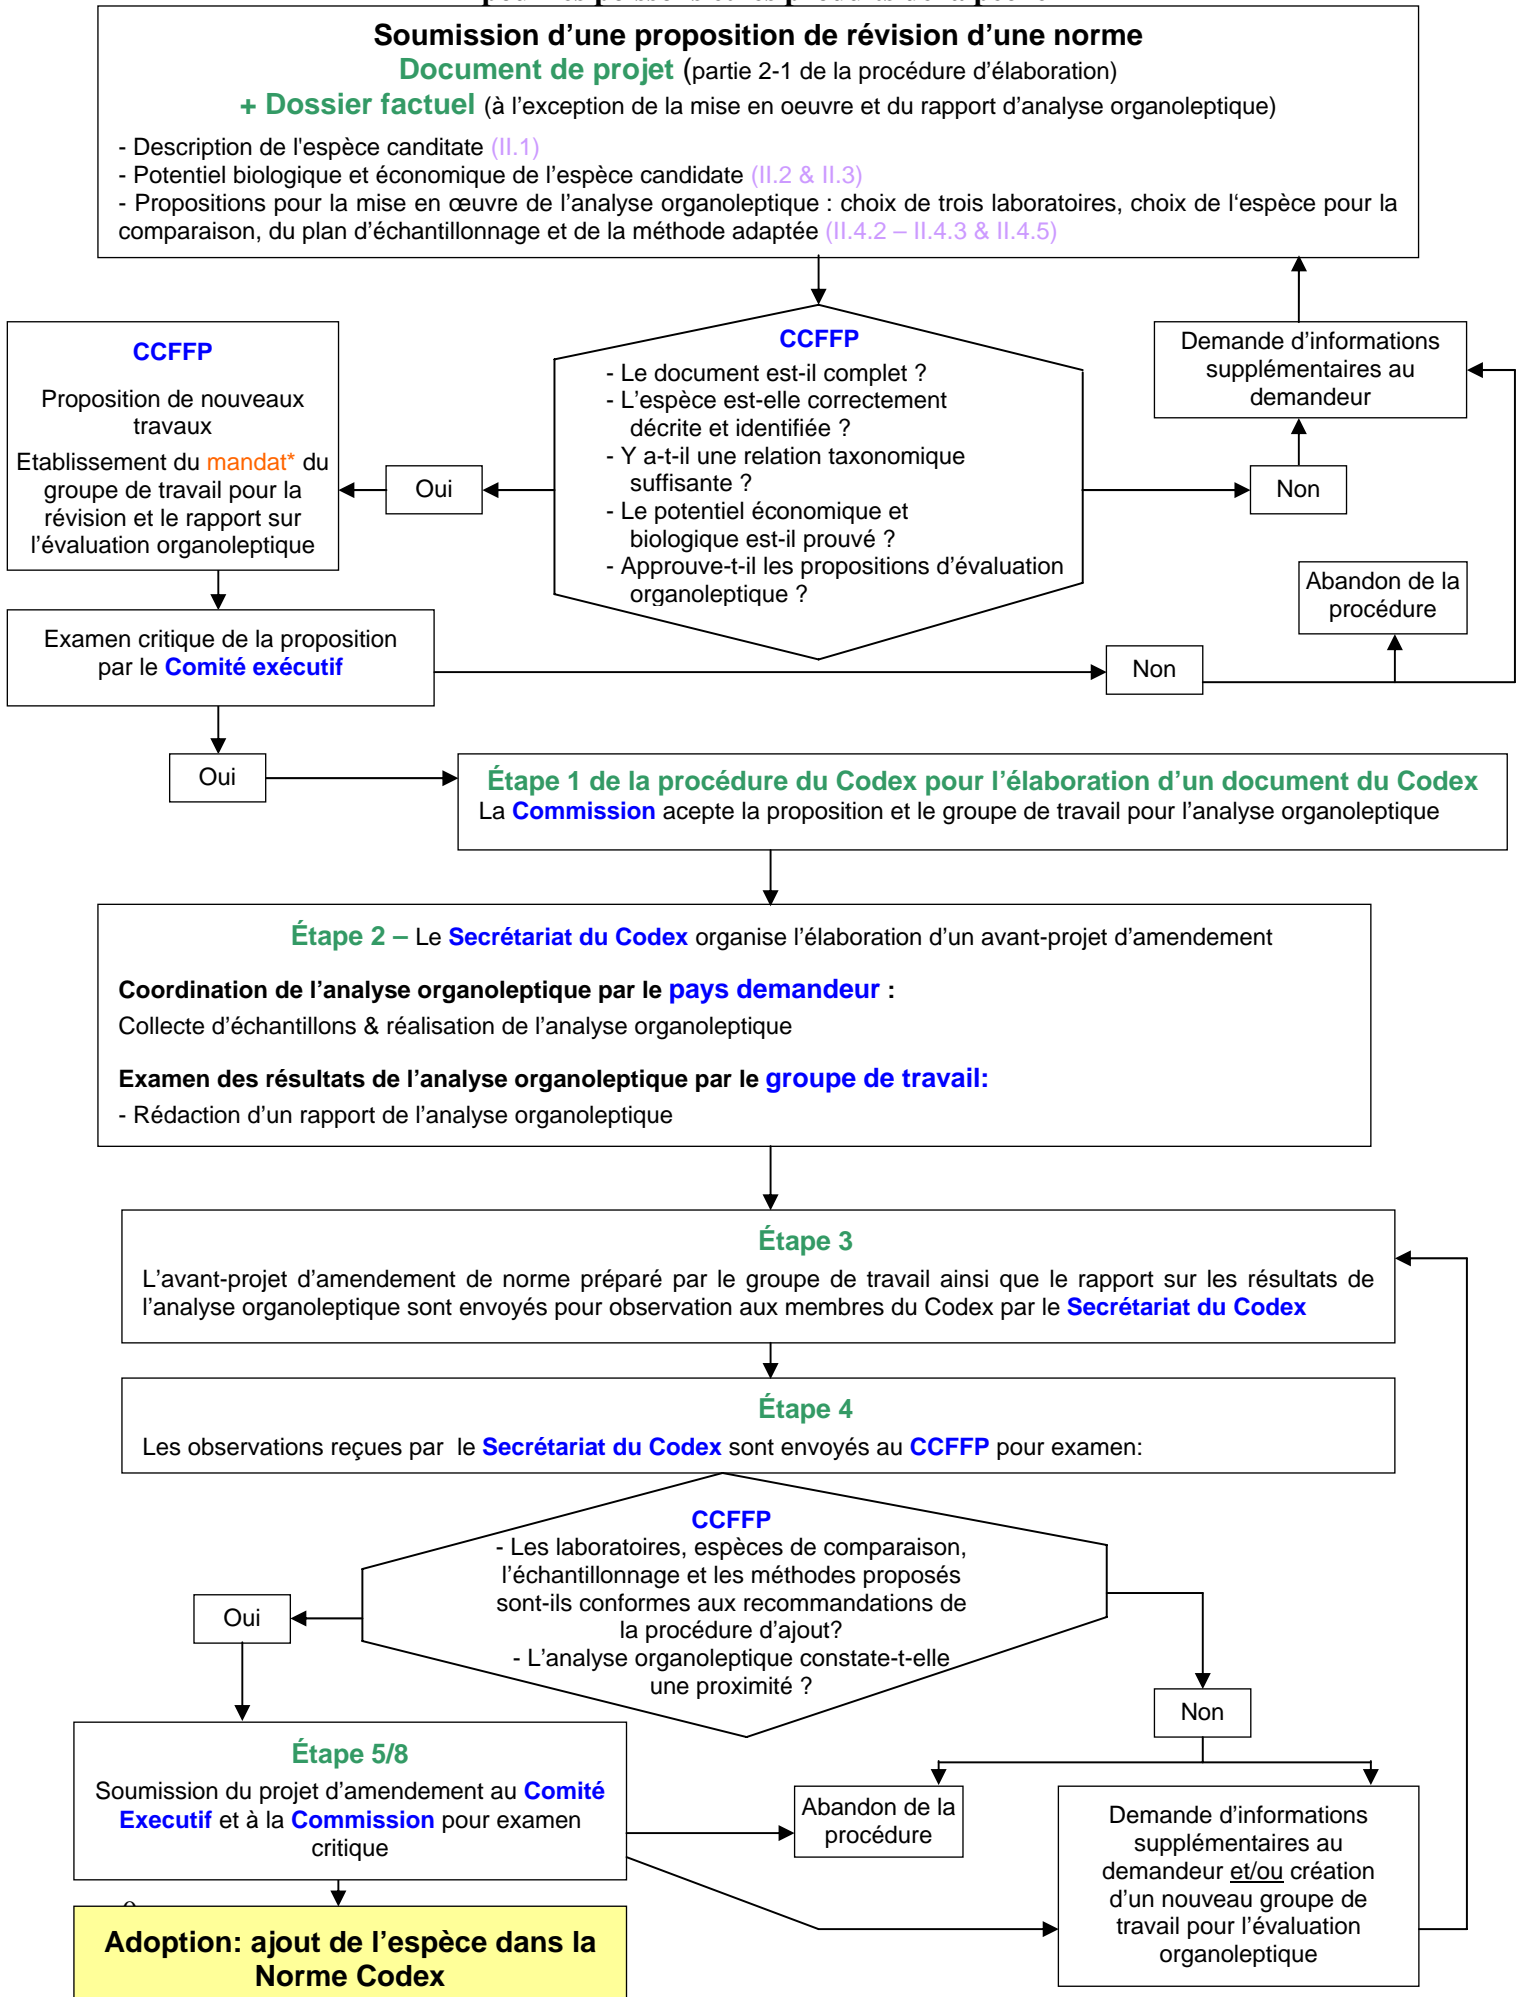 Soumission d’une proposition de révision d’une norme
Document de projet (partie 2-1 de la procédure d’élaboration)
+ Dossier factuel (à l’exception de la mise en oeuvre et du rapport d’analyse organoleptique)
- Description de l'espèce canditate (II.1)
- Potentiel biologique et économique de l’espèce candidate (II.2 & II.3)
- Propositions pour la mise en œuvre de l’analyse organoleptique : choix de trois laboratoires, choix de l‘espèce pour la
comparaison, du plan d’échantillonnage et de la méthode adaptée (II.4.2 – II.4.3 & II.4.5)
CCFFP
Proposition de nouveaux
travaux
Etablissement du mandat* du
groupe de travail pour la
révision et le rapport sur
l’évaluation organoleptique
Oui
CCFFP
- Le document est-il complet ?
- L’espèce est-elle correctement
décrite et identifiée ?
- Y a-t-il une relation taxonomique
suffisante ?
- Le potentiel économique et
biologique est-il prouvé ?
- Approuve-t-il les propositions d’évaluation
organoleptique ?
Demande d’informations
supplémentaires au
demandeur
Non
Abandon de la
procédure
Examen critique de la proposition
par le Comité exécutif
Non
Oui
Étape 1 de la procédure du Codex pour l’élaboration d’un document du Codex
La Commission acepte la proposition et le groupe de travail pour l’analyse organoleptique
Étape 2 – Le Secrétariat du Codex organise l’élaboration d’un avant-projet d’amendement
Coordination de l’analyse organoleptique par le pays demandeur :
Collecte d’échantillons & réalisation de l’analyse organoleptique
Examen des résultats de l’analyse organoleptique par le groupe de travail:
- Rédaction d’un rapport de l’analyse organoleptique
Étape 3
L’avant-projet d’amendement de norme préparé par le groupe de travail ainsi que le rapport sur les résultats de
l’analyse organoleptique sont envoyés pour observation aux membres du Codex par le Secrétariat du Codex
Étape 4
Les observations reçues par le Secrétariat du Codex sont envoyés au CCFFP pour examen:
CCFFP
- Les laboratoires, espèces de comparaison,
l’échantillonnage et les méthodes proposés
sont-ils conformes aux recommandations de
la procédure d’ajout?
- L’analyse organoleptique constate-t-elle
une proximité ?
Oui
Non
Étape 5/8
Soumission du projet d’amendement au Comité
Executif et à la Commission pour examen
critique
Abandon de la
procédure
Demande d’informations
supplémentaires au
demandeur et/ou création
d’un nouveau groupe de
travail pour l’évaluation
organoleptique
Adoption: ajout de l’espèce dans la
Norme Codex